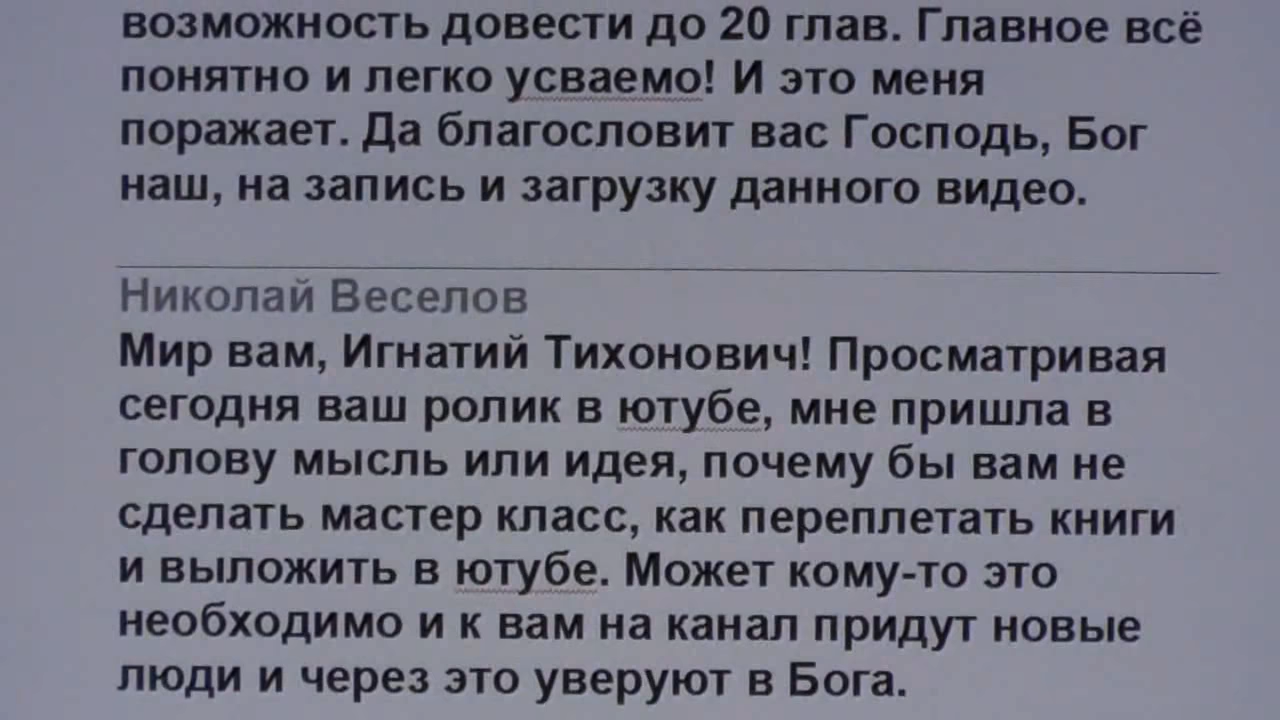 возможность довести до 20 глав. Главное всё
понятно и легко усваемо! И это меня
поражает. Да благословит вас Господь, Бог
наш, на запись и загрузку данного видео.
Николай Веселов
Мир вам, Игнатий Тихонович! Просматривая
сегодня ваш ролик в ютубе, мне пришла в
голову мысль или идея, почему бы вам не
сделать мастер класс, как переплетать книги
и выложить в ютубе. Может кому-то это
необходимо и к вам на канал придут новые
люди и через это уверуют в Бога.